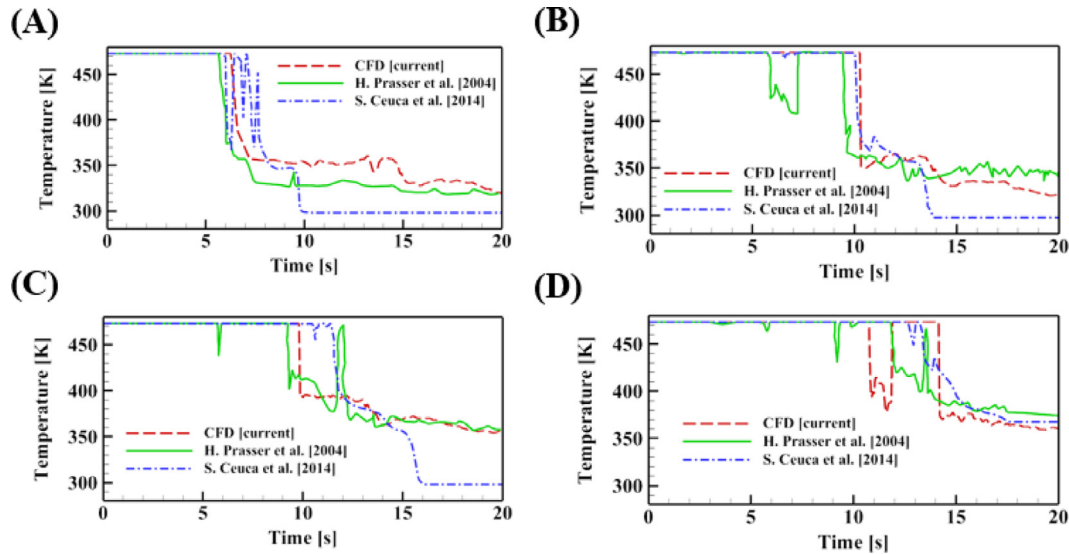 (A)
Temperature [K]
450
400
350
300
CFD [current]
H. Prasser et al. [2004]
S. Ceuca et al. [2014]
0 5 10 15 20
Time [s]
(B)
Temperature [K]
450
400
350
300
CFD [current]
H. Prasser et al. [2004]
S. Ceuca et al. [2014]
0 5 10 15 20
Time [s]
(C)
Temperature [K]
450
400
350
300
CFD [current]
H. Prasser et al. [2004]
S. Ceuca et al. [2014]
0 5 10 15 20
Time [s]
(D)
Temperature [K]
450
400
350
300
CFD [current]
H. Prasser et al. [2004]
S. Ceuca et al. [2014]
0 5 10 15 20
Time [s]